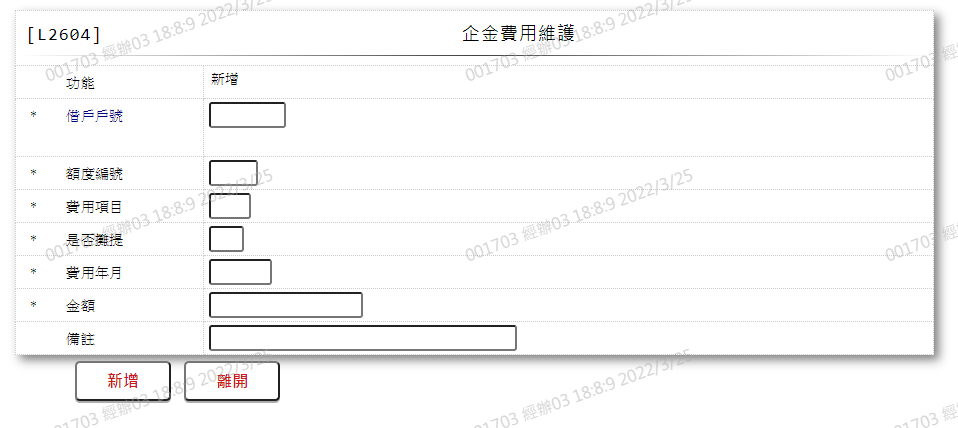 [L2604] 企金費用維護
功能 新增
* 借戶戶號
* 額度編號
* 費用項目
* 是否攤提
* 費用年月
* 金額
備註
新增 離開
001703 經辦03 18:8:9 2022/3/25